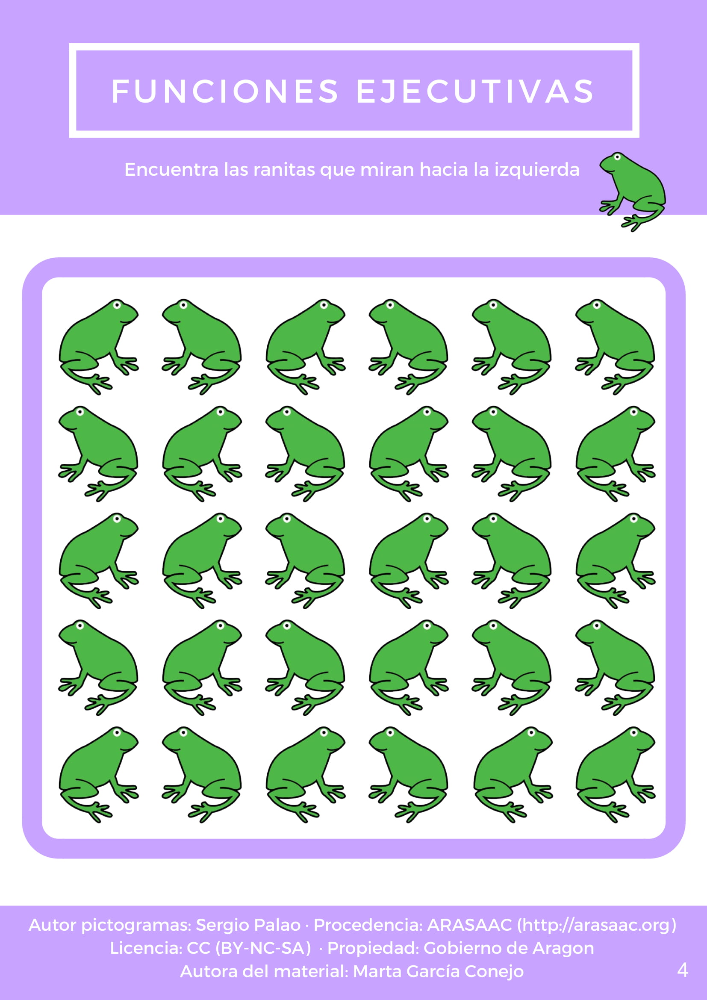 FUNCIONES EJECUTIVAS
Encuentra las ranitas que miran hacia la izquierda
Autor pictogramas: Sergio Palao · Procedencia: ARASAAC (http://arasaac.org)
Licencia: CC (BY-NC-SA) · Propiedad: Gobierno de Aragon
Autora del material: Marta García Conejo
4